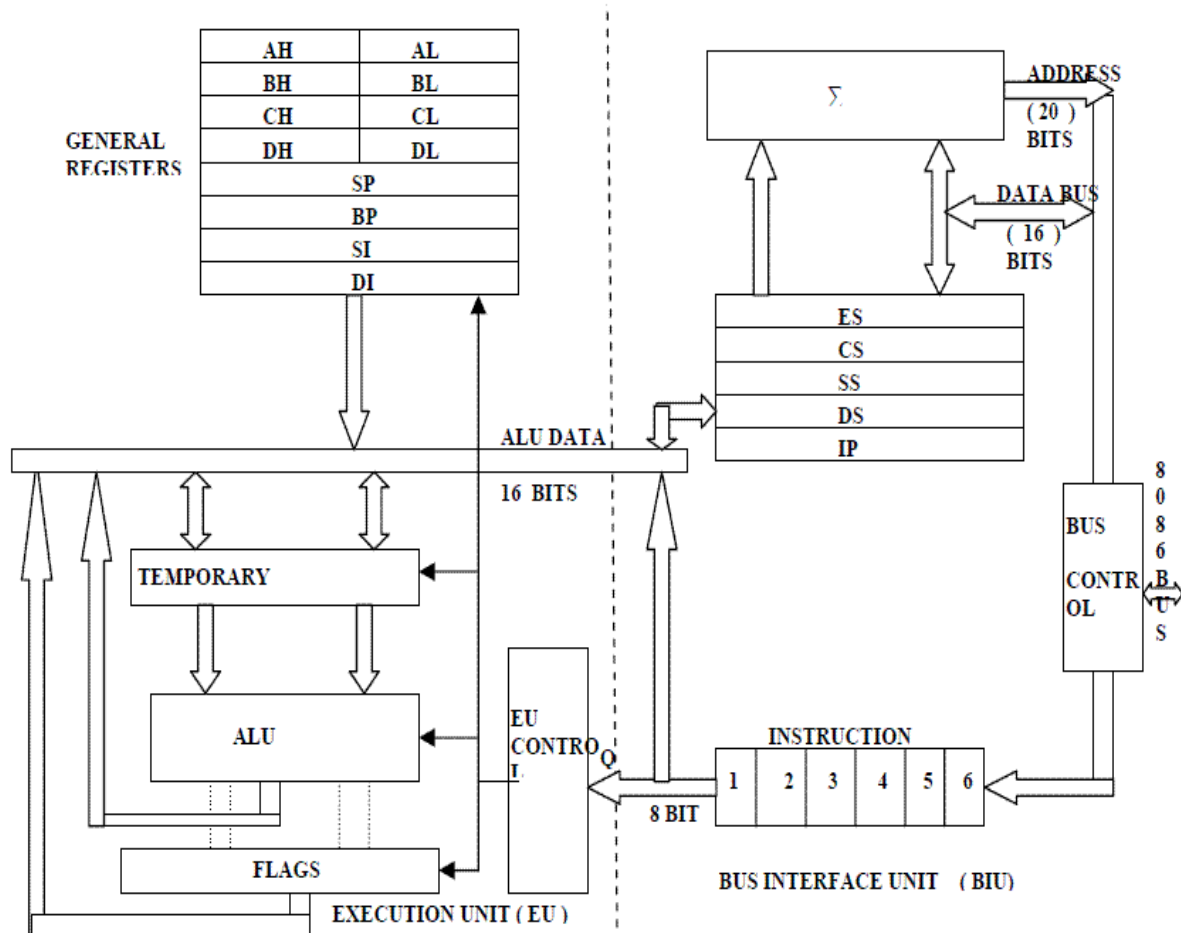 AH AL
BH BL
CH CL
DH DL
SP
BP
SI
DI
GENERAL
REGISTERS
Σ
ADDRESS
( 20 )
BITS
DATA BUS
( 16 )
BITS
ES
CS
SS
DS
IP
ALU DATA
16 BITS
TEMPORARY
ALU
FLAGS
EU
CONTRO
L
Q
8 BIT
INSTRUCTION
1 2 3 4 5 6
BUS
CONTR
OL
8
0
8
6
B
U
S
EXECUTION UNIT ( EU )
BUS INTERFACE UNIT ( BIU)